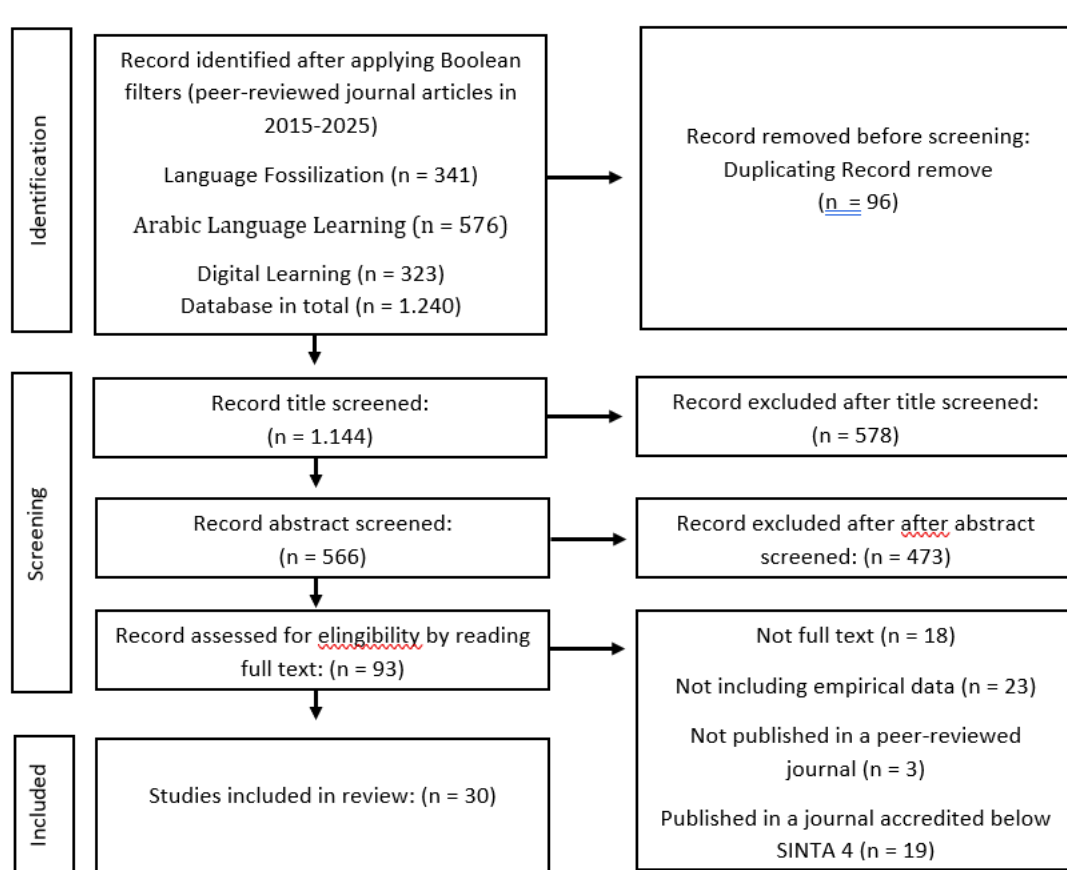 Identification
Record identified after applying Boolean
filters (peer-reviewed journal articles in
2015-2025)
Language Fossilization (n = 341)
Arabic Language Learning (n = 576)
Digital Learning (n = 323)
Database in total (n = 1.240)
Record removed before screening:
Duplicating Record remove
(n = 96)
Screening
Record title screened:
(n = 1.144)
Record excluded after title screened:
(n = 578)
Record abstract screened:
(n = 566)
Record excluded after after abstract
screened: (n = 473)
Record assessed for elingibility by reading
full text: (n = 93)
Not full text (n = 18)
Not including empirical data (n = 23)
Not published in a peer-reviewed
journal (n = 3)
Published in a journal accredited below
SINTA 4 (n = 19)
Included
Studies included in review: (n = 30)